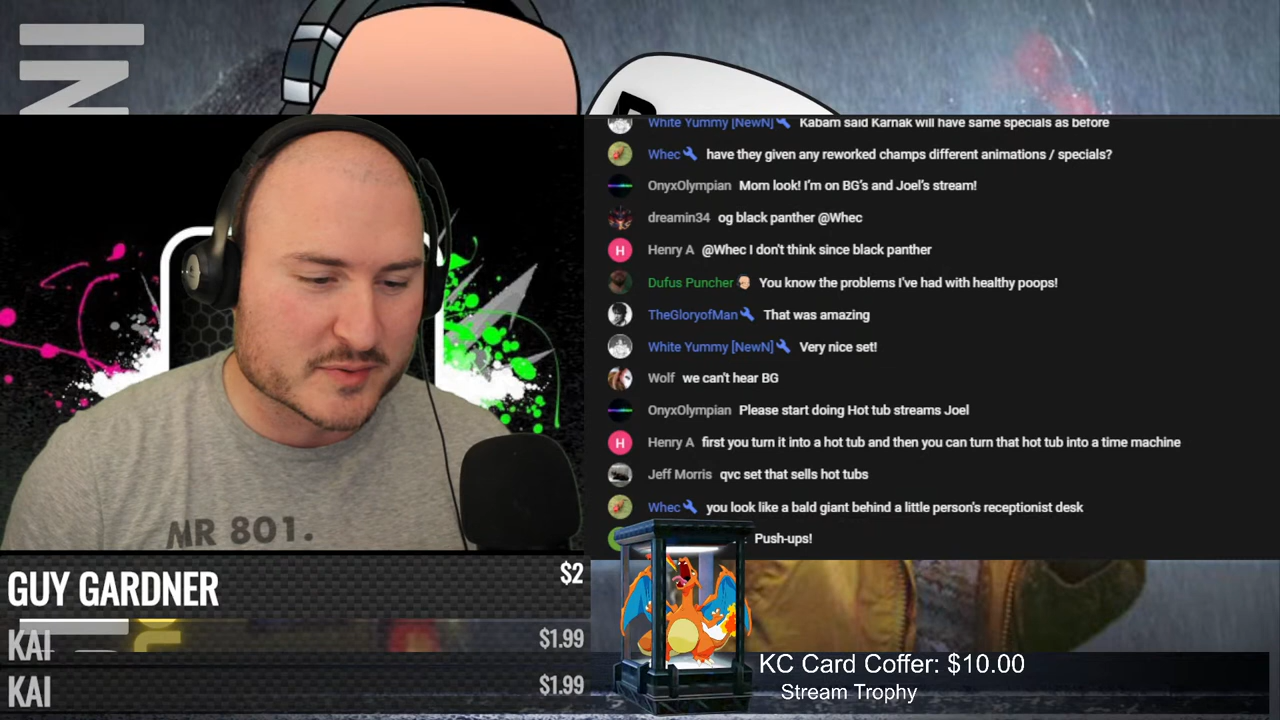 White Yummy [NewN] Kabam said Karnak will have same specials as before
Whec have they given any reworked champs different animations / specials?
OnyxOlympian Mom look! I'm on BG's and Joel's stream!
dreamin34 og black panther @Whec
H Henry A @Whec I don't think since black panther
Dufus Puncher You know the problems I've had with healthy poops!
TheGloryofMan That was amazing
White Yummy [NewN] Very nice set!
Wolf we can't hear BG
OnyxOlympian Please start doing Hot tub streams Joel
H Henry A first you turn it into a hot tub and then you can turn that hot tub into a time machine
Jeff Morris qvc set that sells hot tubs
Whec you look like a bald giant behind a little person's receptionist desk
Push-ups!
MR 801.
GUY GARDNER $2
KAI $1.99
KAI $1.99
KC Card Coffer: $10.00
Stream Trophy